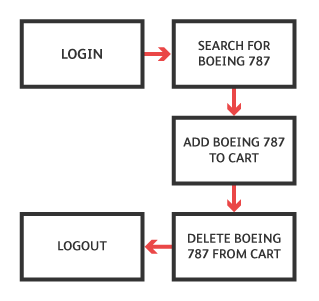 LOGIN
SEARCH FOR
BOEING 787
ADD BOEING 787
TO CART
DELETE BOEING
787 FROM CART
LOGOUT